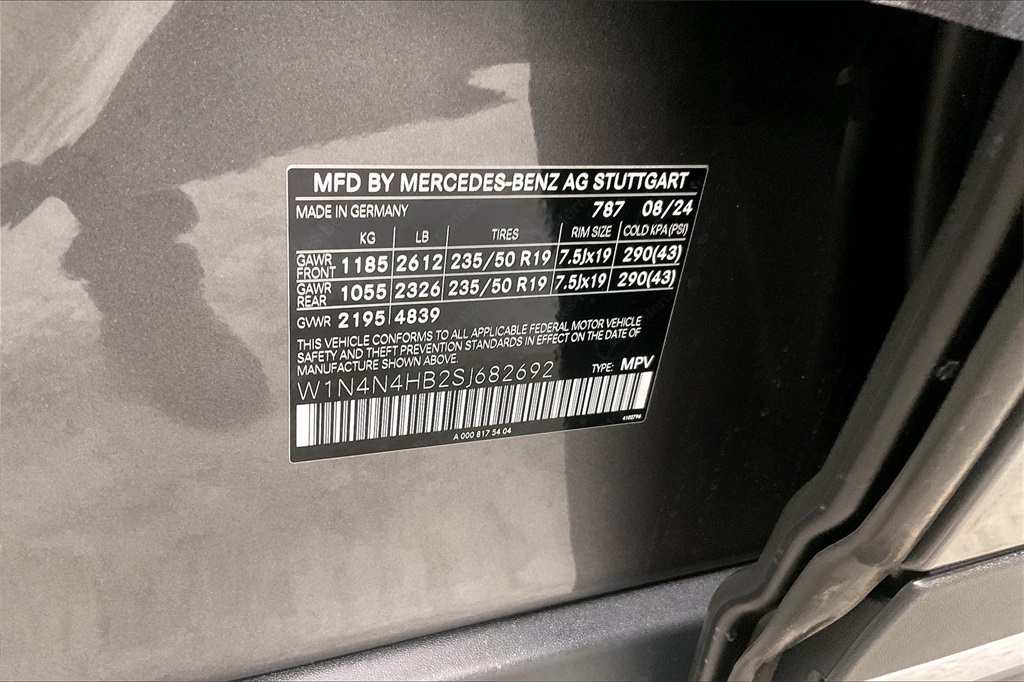 MFD BY MERCEDES-BENZ AG STUTTGART
MADE IN GERMANY 787 08/24
KG LB TIRES RIM SIZE COLD KPA (PSI)
GAWR FRONT 1185 2612 235/50 R19 7.5Jx19 290(43)
GAWR REAR 1055 2326 235/50 R19 7.5Jx19 290(43)
GVWR 2195 4839
THIS VEHICLE CONFORMS TO ALL APPLICABLE FEDERAL MOTOR VEHICLE
SAFETY AND THEFT PREVENTION STANDARDS IN EFFECT ON THE DATE OF
MANUFACTURE SHOWN ABOVE.
W1N4N4HB2SJ682692 TYPE: MPV
A 000 817 54 04